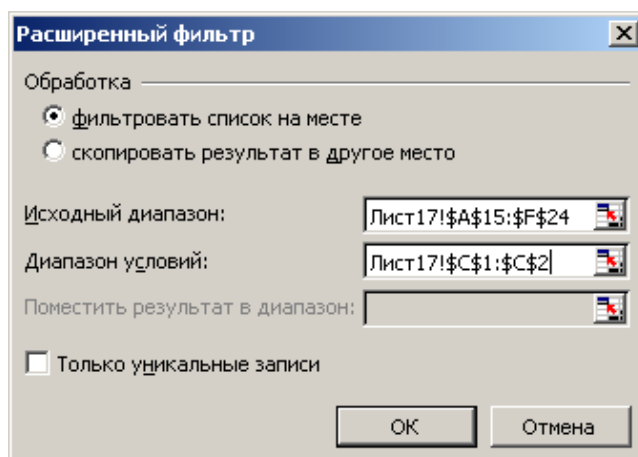 Расширенный фильтр
Обработка
фильтровать список на месте
скопировать результат в другое место
Исходный диапазон: Лист17!$A$15:$F$24
Диапазон условий: Лист17!$C$1:$C$2
Поместить результат в диапазон:
Только уникальные записи
ОК Отмена